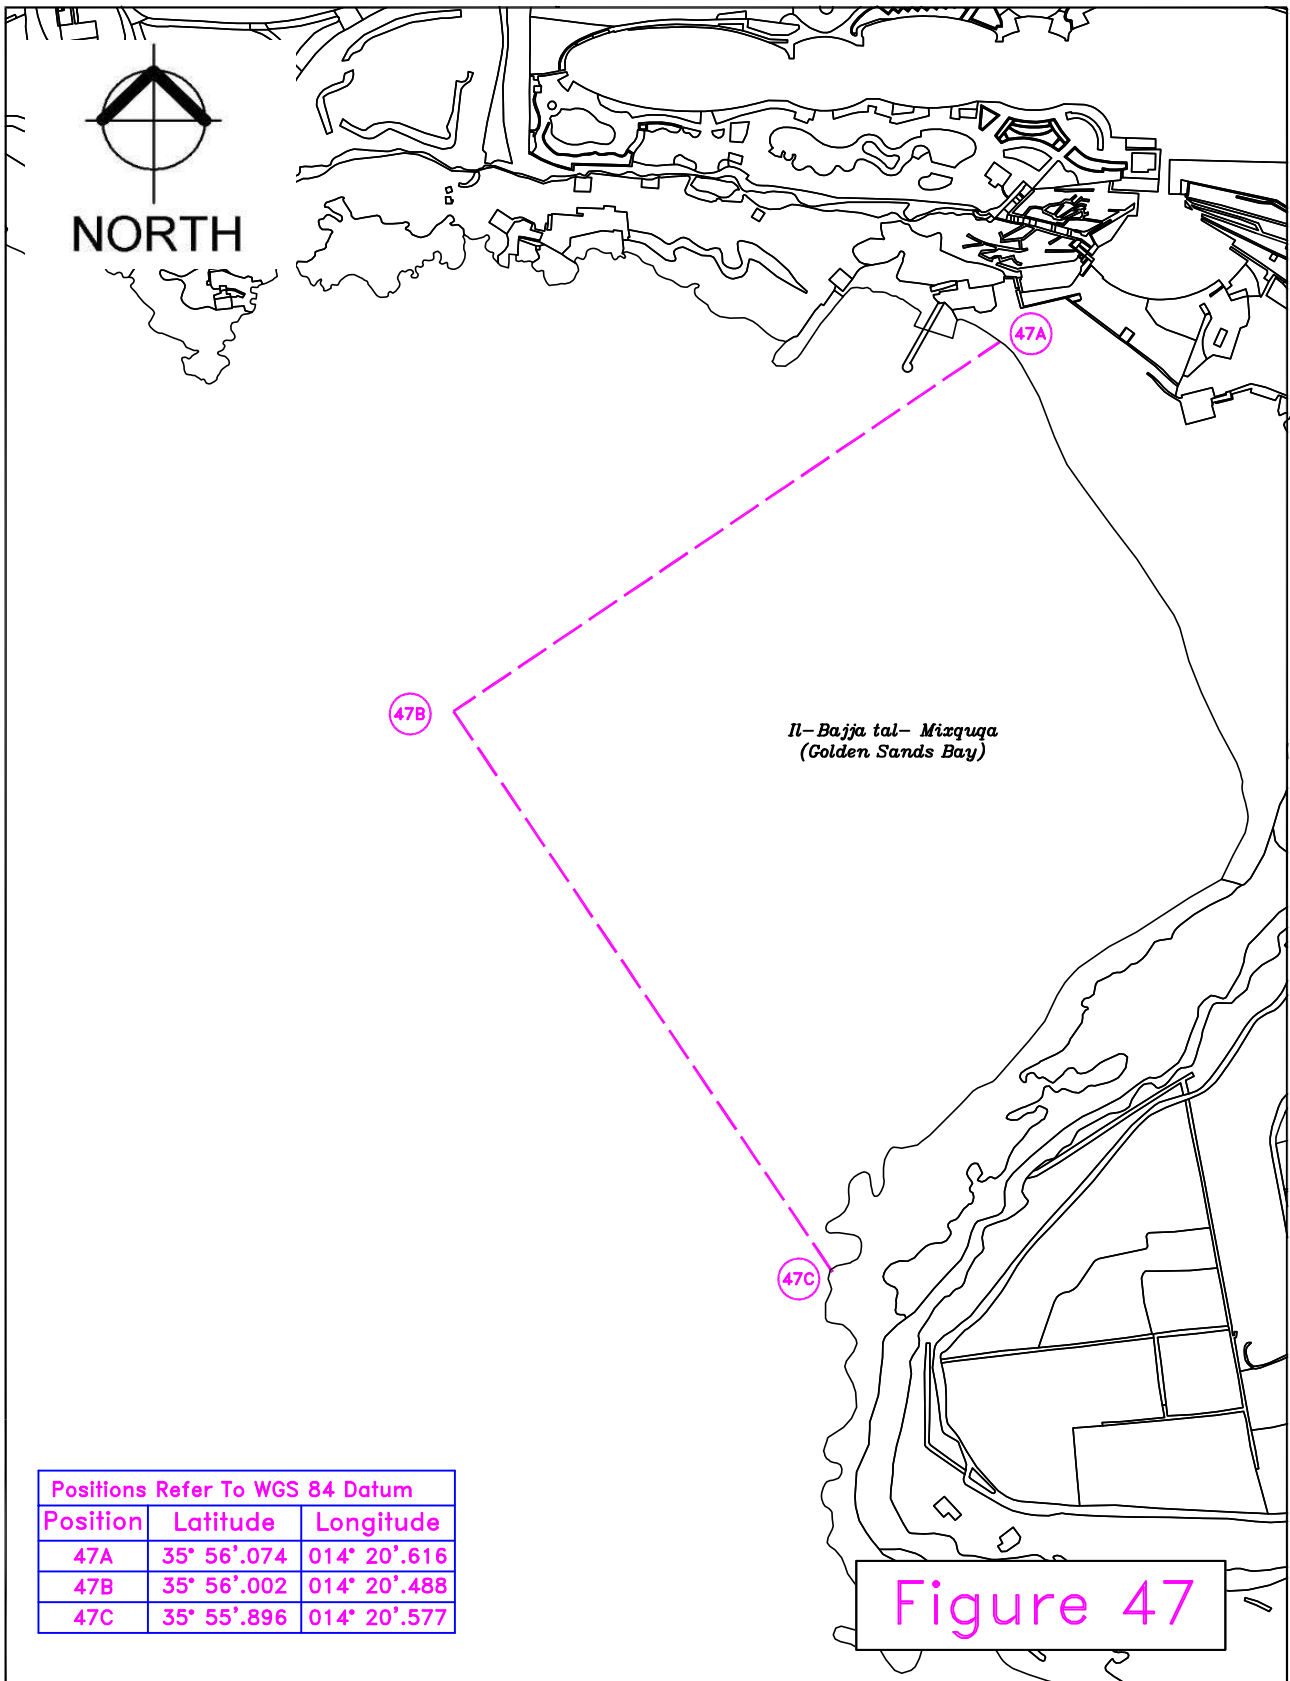 NORTH
47A
47B
Il-Bajja tal- Mixquqa
(Golden Sands Bay)
47C
Positions Refer To WGS 84 Datum
Position Latitude Longitude
47A 35° 56'.074 014° 20'.616
47B 35° 56'.002 014° 20'.488
47C 35° 55'.896 014° 20'.577
Figure 47